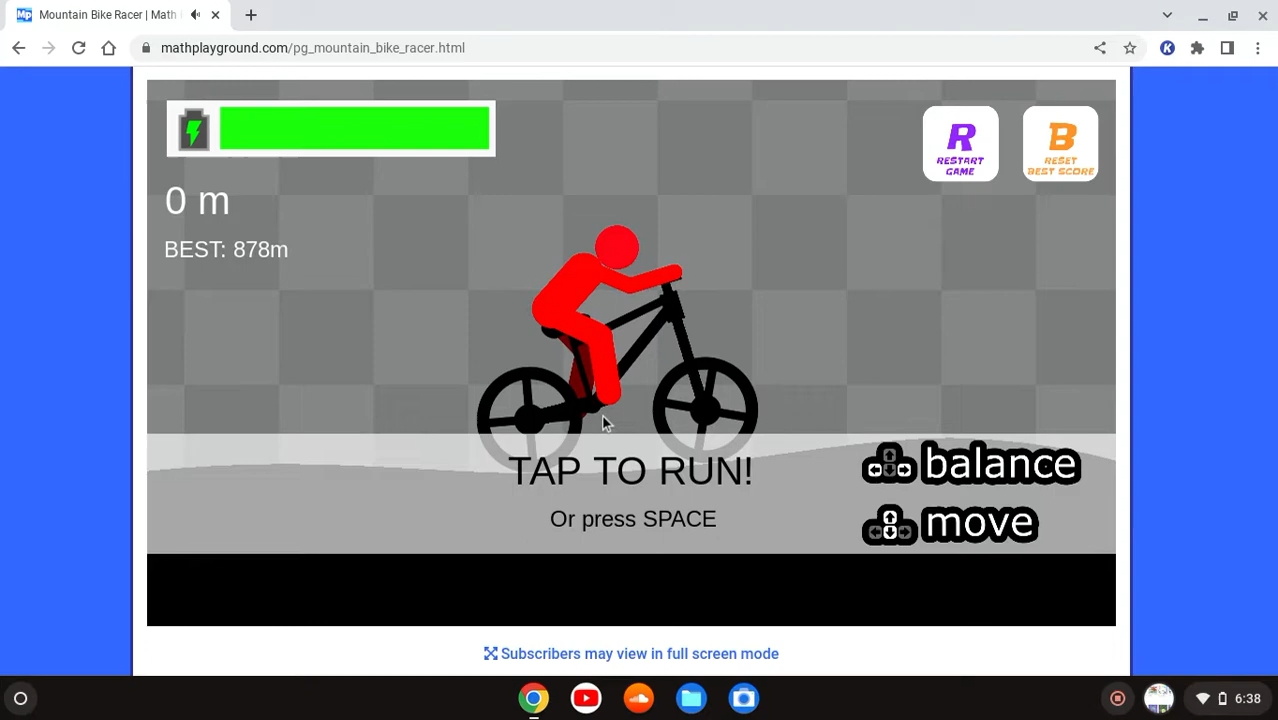 Mountain Bike Racer | Math
mathplayground.com/pg_mountain_bike_racer.html
0 m
BEST: 878m
R
RESTART
GAME
B
RESET
BEST SCORE
TAP TO RUN!
Or press SPACE
balance
move
Subscribers may view in full screen mode
6:38